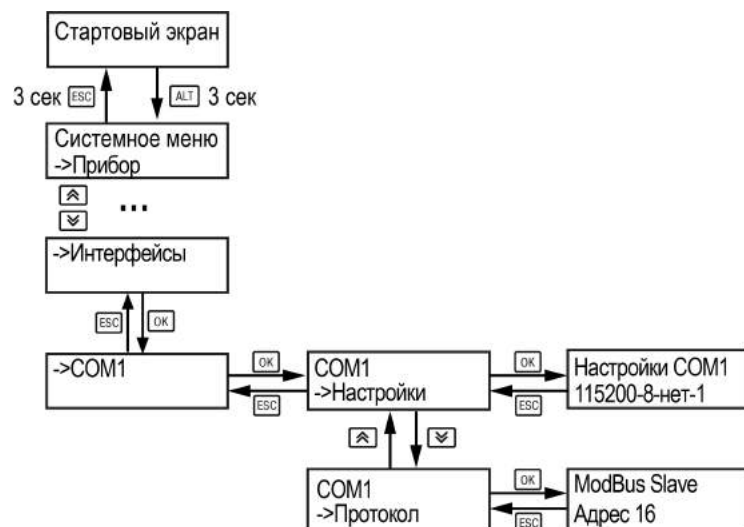 Стартовый экран
3 сек ESC ALT 3 сек
Системное меню
->Прибор
...
->Интерфейсы
ESC OK
->COM1
OK
ESC
COM1
->Настройки
OK
ESC
Настройки COM1
115200-8-нет-1
COM1
->Протокол
OK
ESC
ModBus Slave
Адрес 16